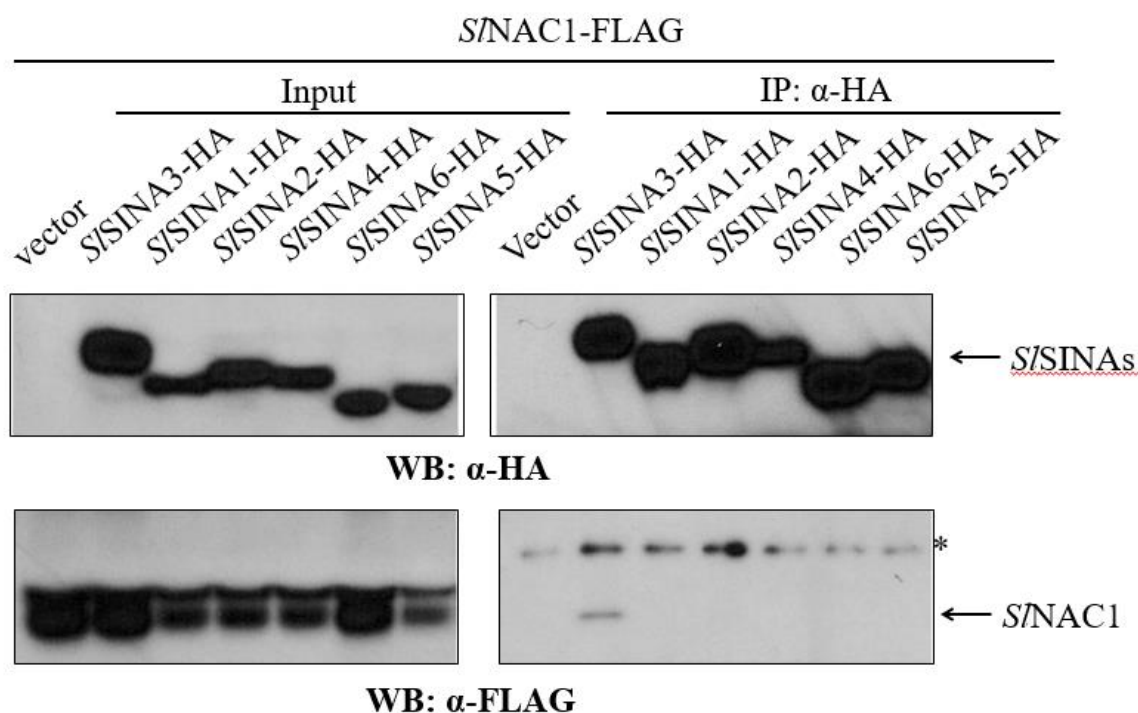 SlNAC1-FLAG
Input
IP: α-HA
vector
SlSINA3-HA
SlSINA1-HA
SlSINA2-HA
SlSINA4-HA
SlSINA6-HA
SlSINA5-HA
Vector
SlSINA3-HA
SlSINA1-HA
SlSINA2-HA
SlSINA4-HA
SlSINA6-HA
SlSINA5-HA
SlSINAs
WB: α-HA
*
SlNAC1
WB: α-FLAG